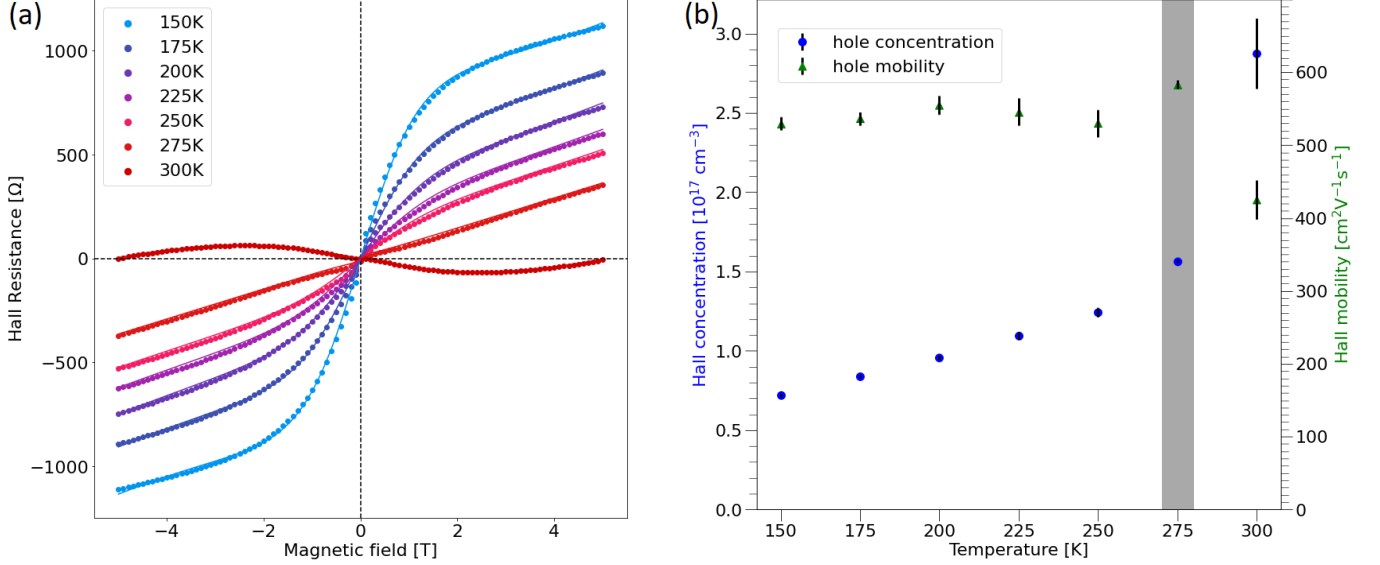 (a)
150K
175K
200K
225K
250K
275K
300K
1000
500
0
−500
−1000
Hall Resistance [Ω]
−4
−2
0
2
4
Magnetic field [T]
(b)
hole concentration
hole mobility
3.0
2.5
2.0
1.5
1.0
0.5
0.0
Hall concentration [10¹⁷ cm⁻³]
600
500
400
300
200
100
0
Hall mobility [cm²V⁻¹s⁻¹]
150
175
200
225
250
275
300
Temperature [K]